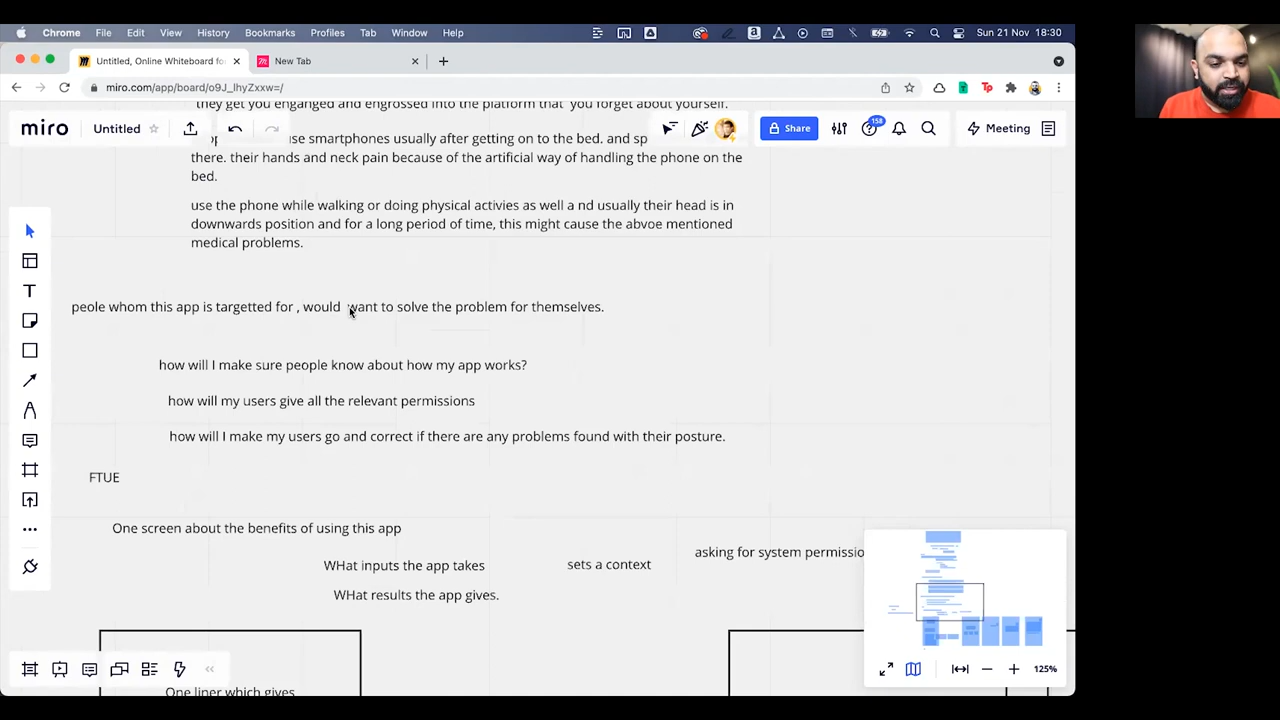 Chrome File Edit View History Bookmarks Profiles Tab Window Help Sun 21 Nov 18:30
Untitled, Online Whiteboard fo New Tab
miro.com/app/board/o9J_lhyZxxw=/
they get you enganged and engrossed into the platform that you forget about yourself.
miro Untitled Share 158 Meeting
use smartphones usually after getting on to the bed. and sp
there. their hands and neck pain because of the artificial way of handling the phone on the
bed.
use the phone while walking or doing physical activies as well a nd usually their head is in
downwards position and for a long period of time, this might cause the abvoe mentioned
medical problems.
peole whom this app is targetted for , would want to solve the problem for themselves.
how will I make sure people know about how my app works?
how will my users give all the relevant permissions
how will I make my users go and correct if there are any problems found with their posture.
FTUE
One screen about the benefits of using this app
asking for system permissio
WHat inputs the app takes
sets a context
WHat results the app gives.
One liner which gives
125%